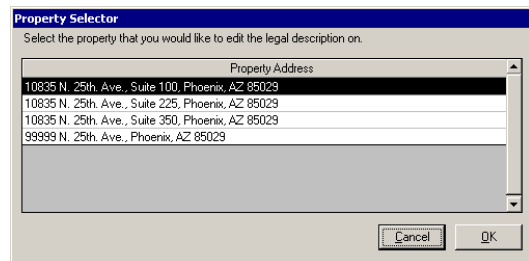 Property Selector
Select the property that you would like to edit the legal description on.
Property Address
10835 N. 25th. Ave., Suite 100, Phoenix, AZ 85029
10835 N. 25th. Ave., Suite 225, Phoenix, AZ 85029
10835 N. 25th. Ave., Suite 350, Phoenix, AZ 85029
99999 N. 25th. Ave., Phoenix, AZ 85029
Cancel OK